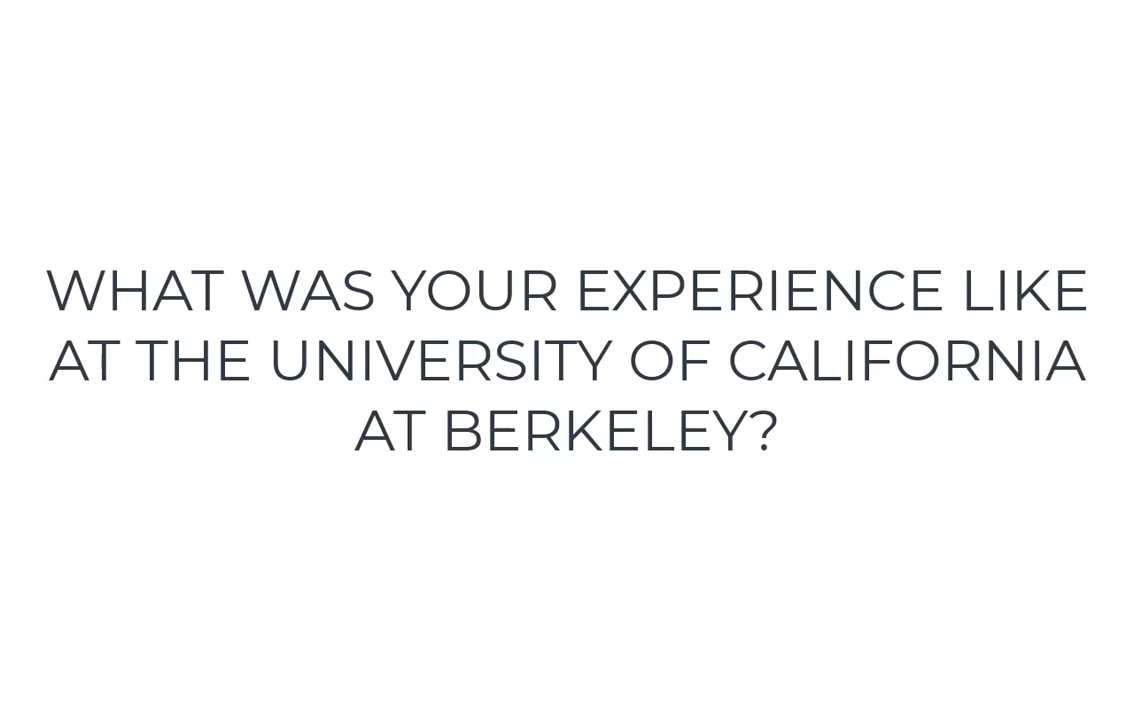 WHAT WAS YOUR EXPERIENCE LIKE
AT THE UNIVERSITY OF CALIFORNIA
AT BERKELEY?